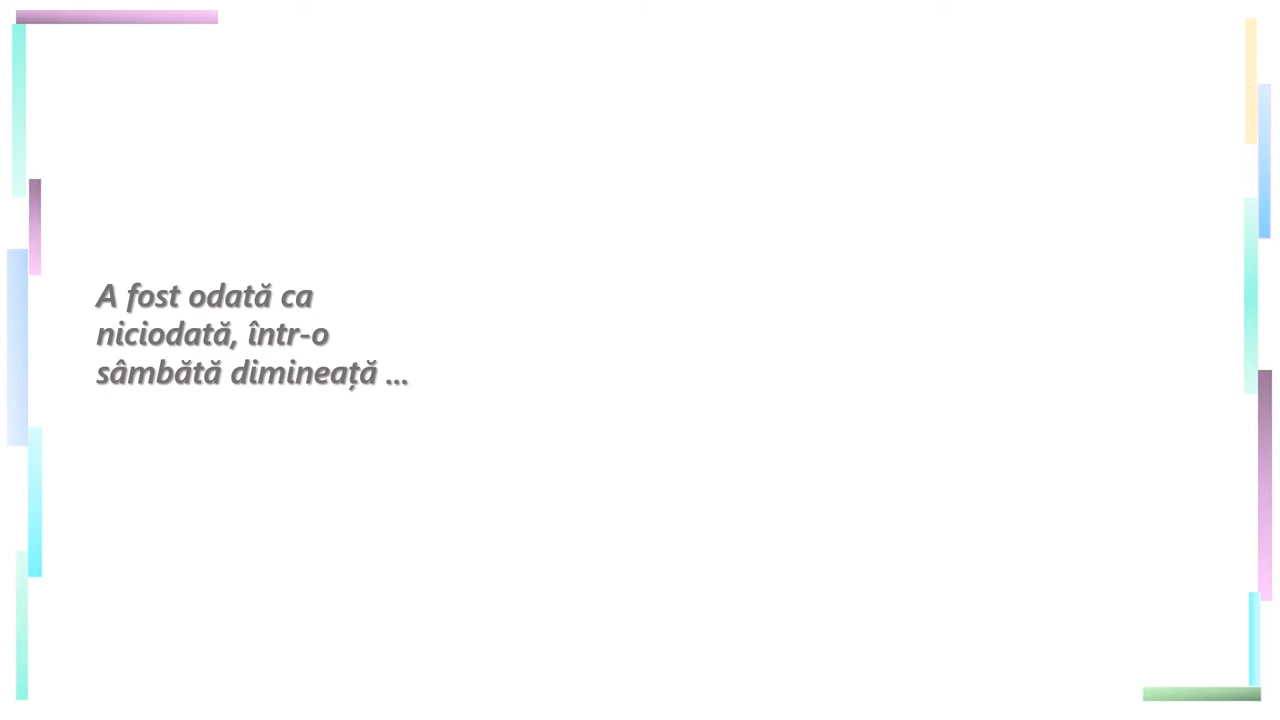 A fost odată ca
niciodată, într-o
sâmbătă dimineață ...